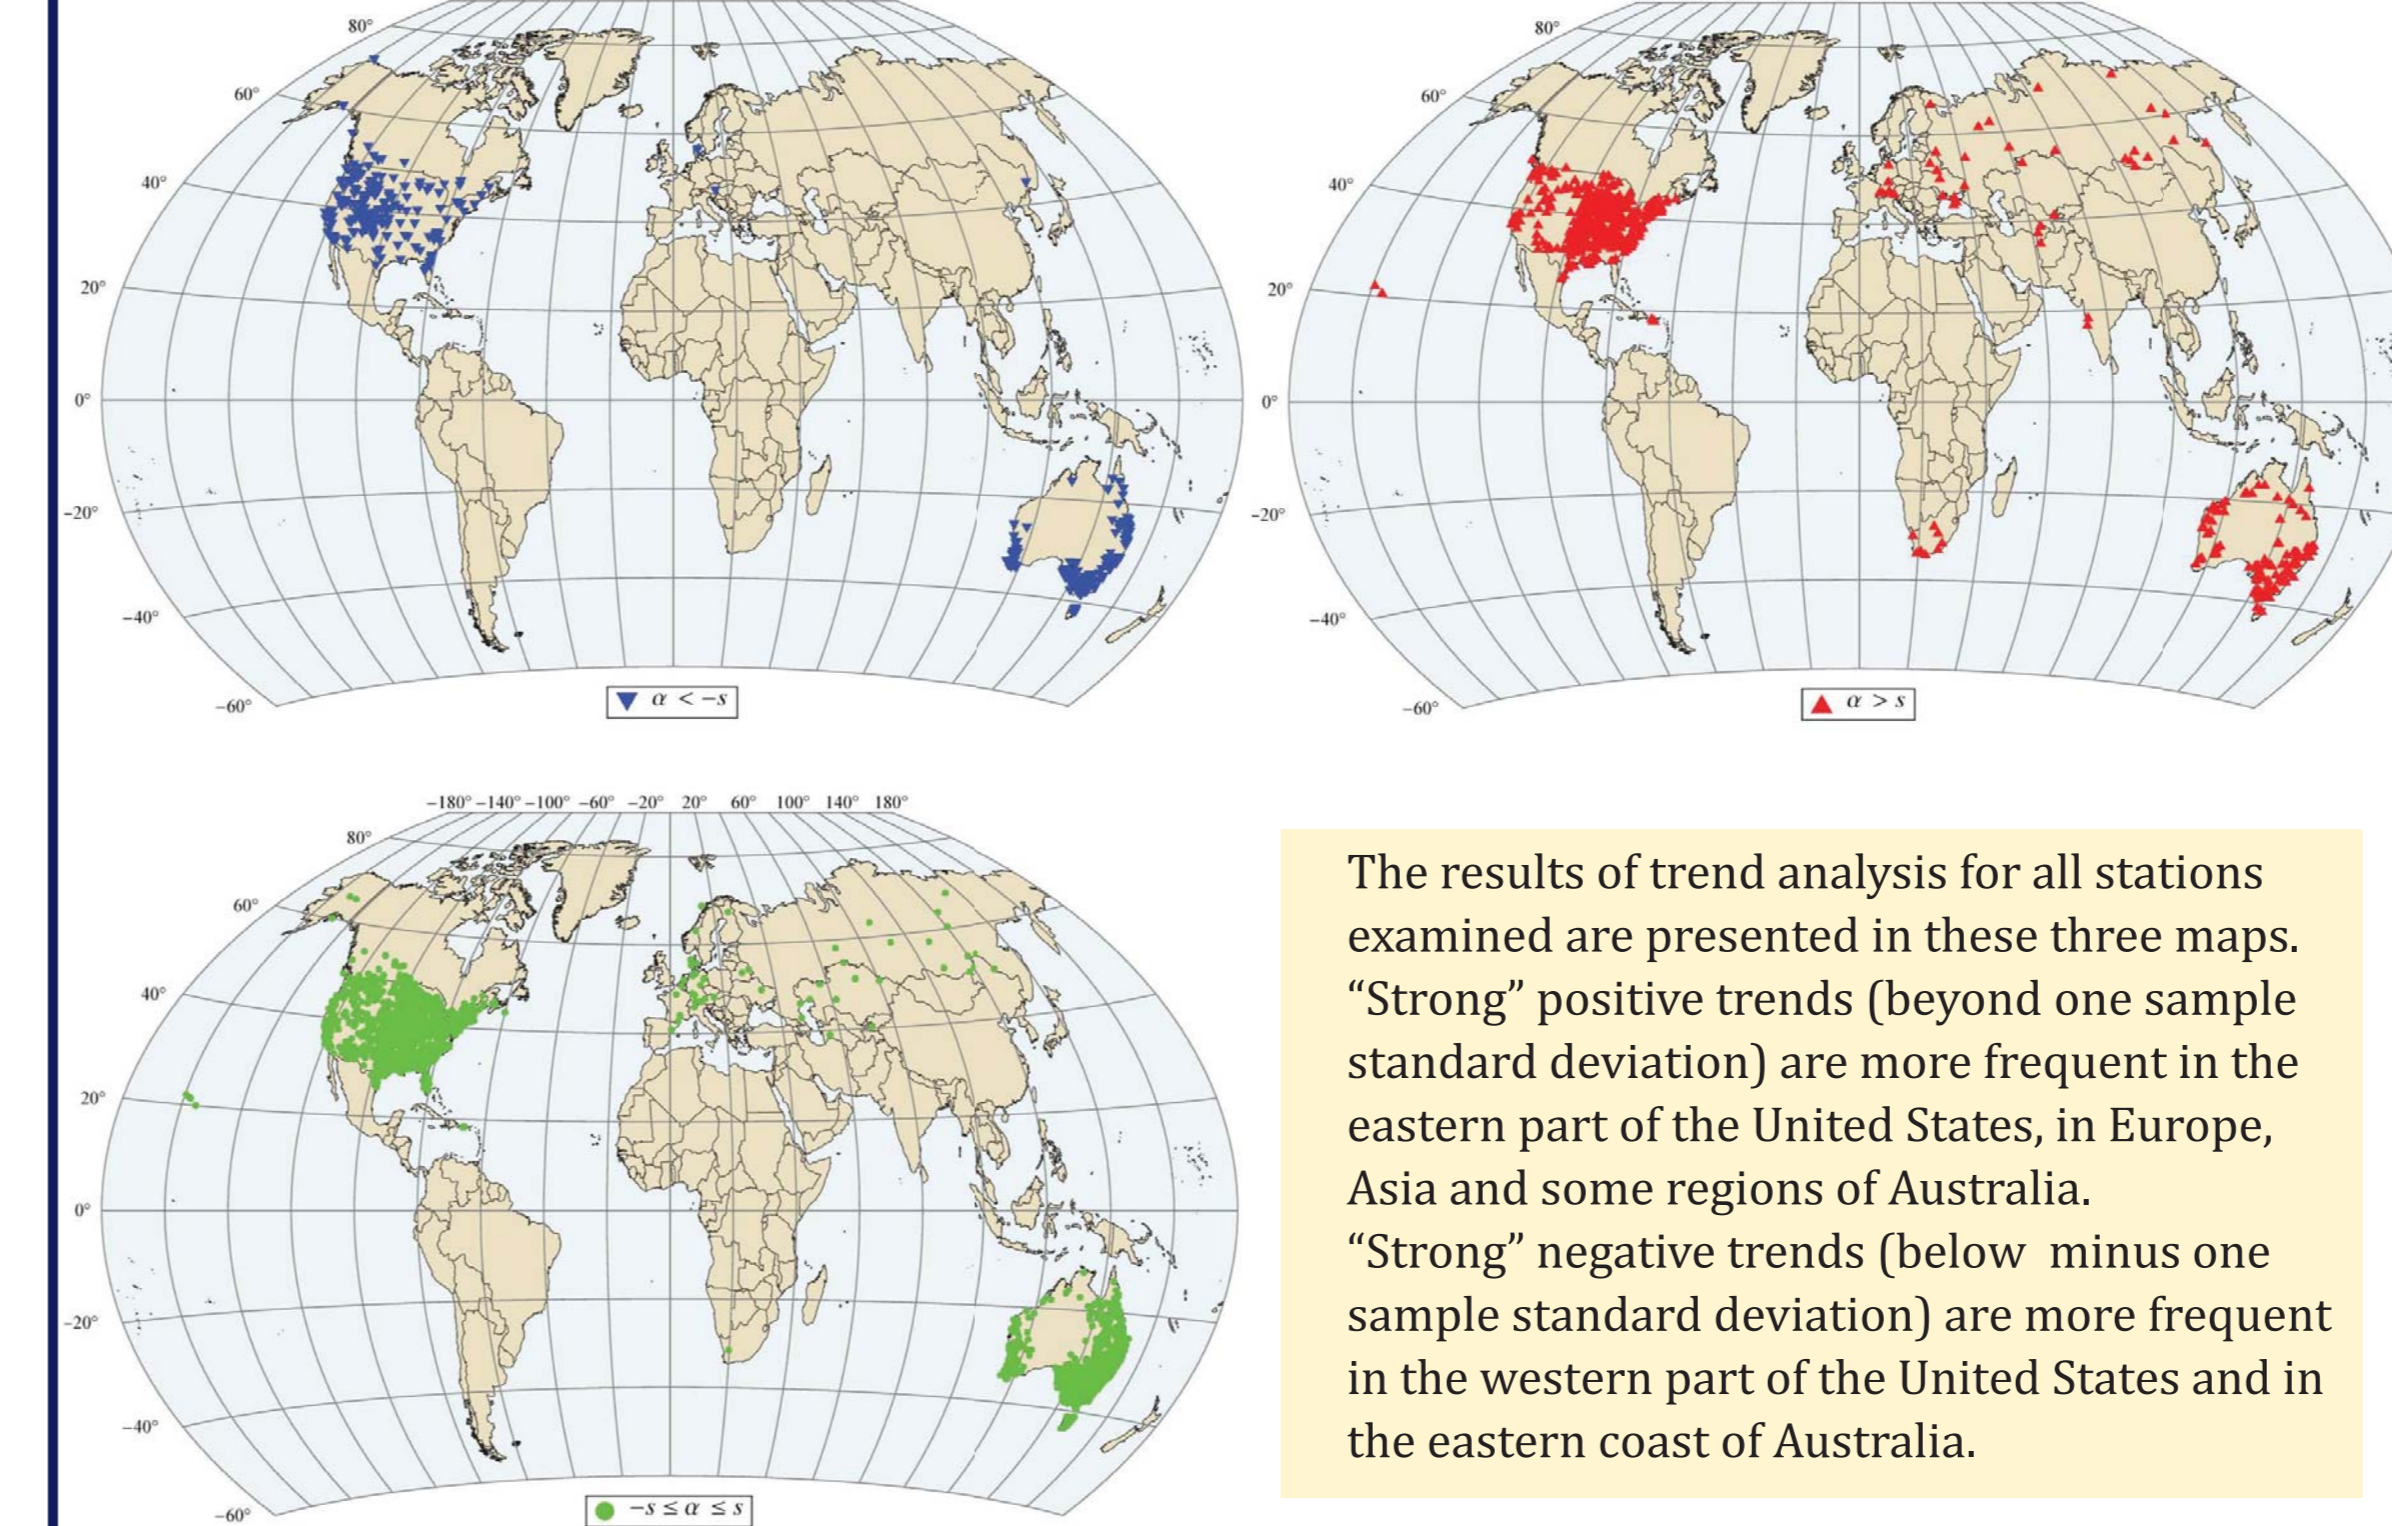 80°
60°
40°
20°
0°
−20°
−40°
−60°
α < −s
80°
60°
40°
20°
0°
−20°
−40°
−60°
α > s
−180° −140° −100° −60° −20° 20° 60° 100° 140° 180°
80°
60°
40°
20°
0°
−20°
−40°
−60°
−s ≤ α ≤ s
The results of trend analysis for all stations
examined are presented in these three maps.
“Strong” positive trends (beyond one sample
standard deviation) are more frequent in the
eastern part of the United States, in Europe,
Asia and some regions of Australia.
“Strong” negative trends (below  minus one
sample standard deviation) are more frequent
in the western part of the United States and in
the eastern coast of Australia.